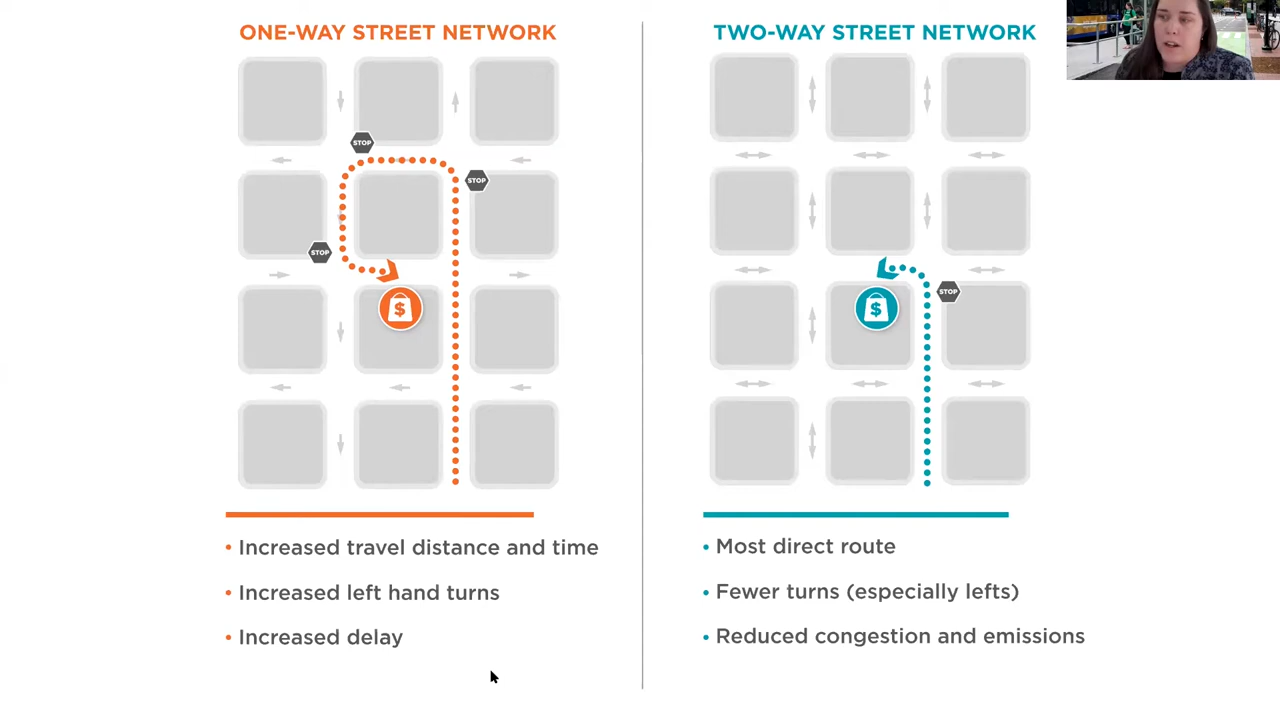 ONE-WAY STREET NETWORK
STOP
STOP
STOP
$
• Increased travel distance and time
• Increased left hand turns
• Increased delay
TWO-WAY STREET NETWORK
STOP
$
• Most direct route
• Fewer turns (especially lefts)
• Reduced congestion and emissions